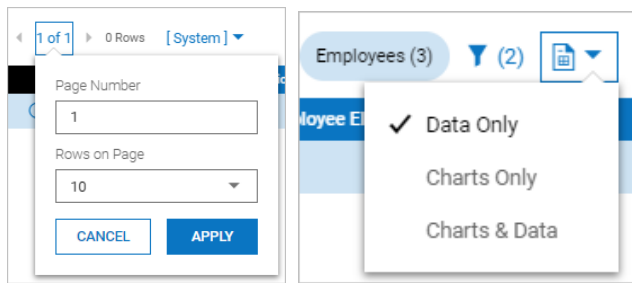 1 of 1
0 Rows
[ System ]
Page Number
1
Rows on Page
10
CANCEL
APPLY
Employees (3)
(2)
Data Only
Charts Only
Charts & Data